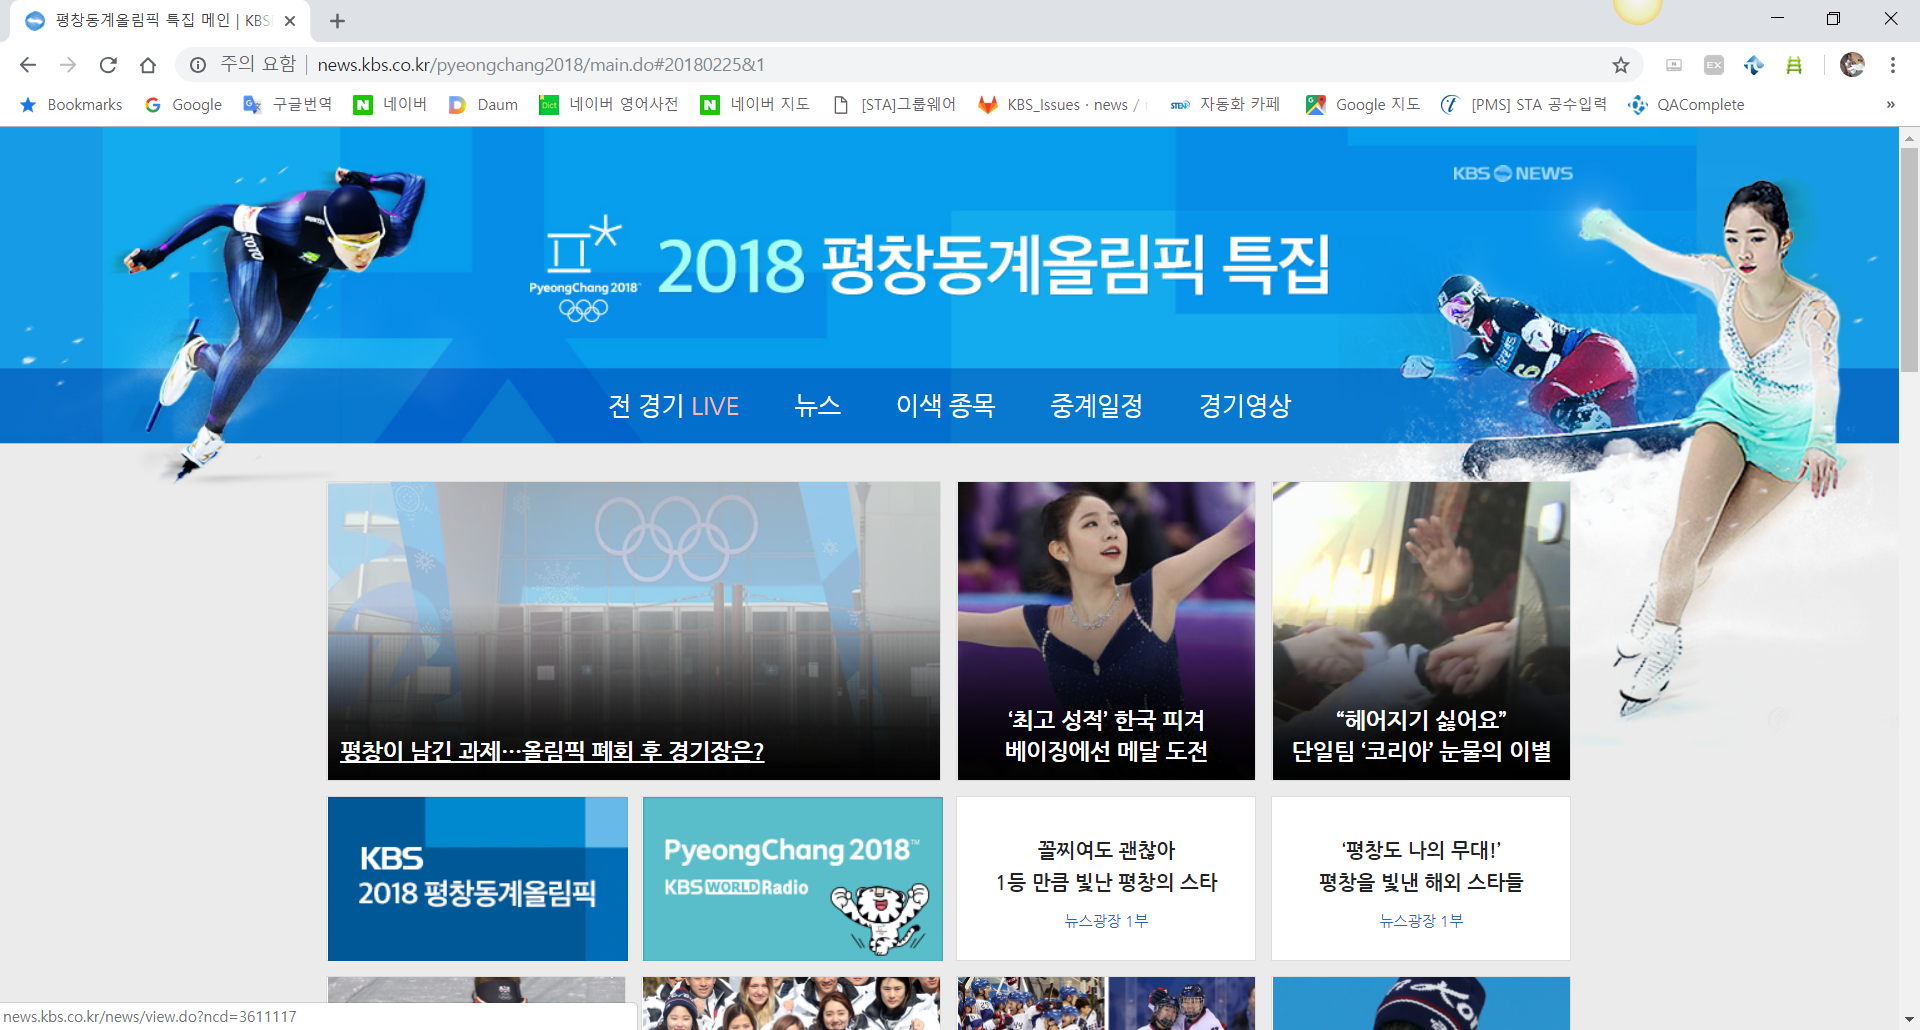 평창동계올림픽 특집 메인 | KBS
주의 요함 | news.kbs.co.kr/pyeongchang2018/main.do#20180225&1
EX
Bookmarks Google 구글번역 네이버 Daum 네이버 영어사전 네이버 지도 [STA]그룹웨어 KBS_Issues · news / 자동화 카페 Google 지도 [PMS] STA 공수입력 QAComplete »
KBS NEWS
PyeongChang 2018™
2018 평창동계올림픽 특집
전 경기 LIVE 뉴스 이색 종목 중계일정 경기영상
평창이 남긴 과제…올림픽 폐회 후 경기장은?
‘최고 성적’ 한국 피겨
베이징에선 메달 도전
“헤어지기 싫어요”
단일팀 ‘코리아’ 눈물의 이별
KBS
2018 평창동계올림픽
PyeongChang 2018™
KBS WORLD Radio
꼴찌여도 괜찮아
1등 만큼 빛난 평창의 스타
뉴스광장 1부
‘평창도 나의 무대!’
평창을 빛낸 해외 스타들
뉴스광장 1부
news.kbs.co.kr/news/view.do?ncd=3611117